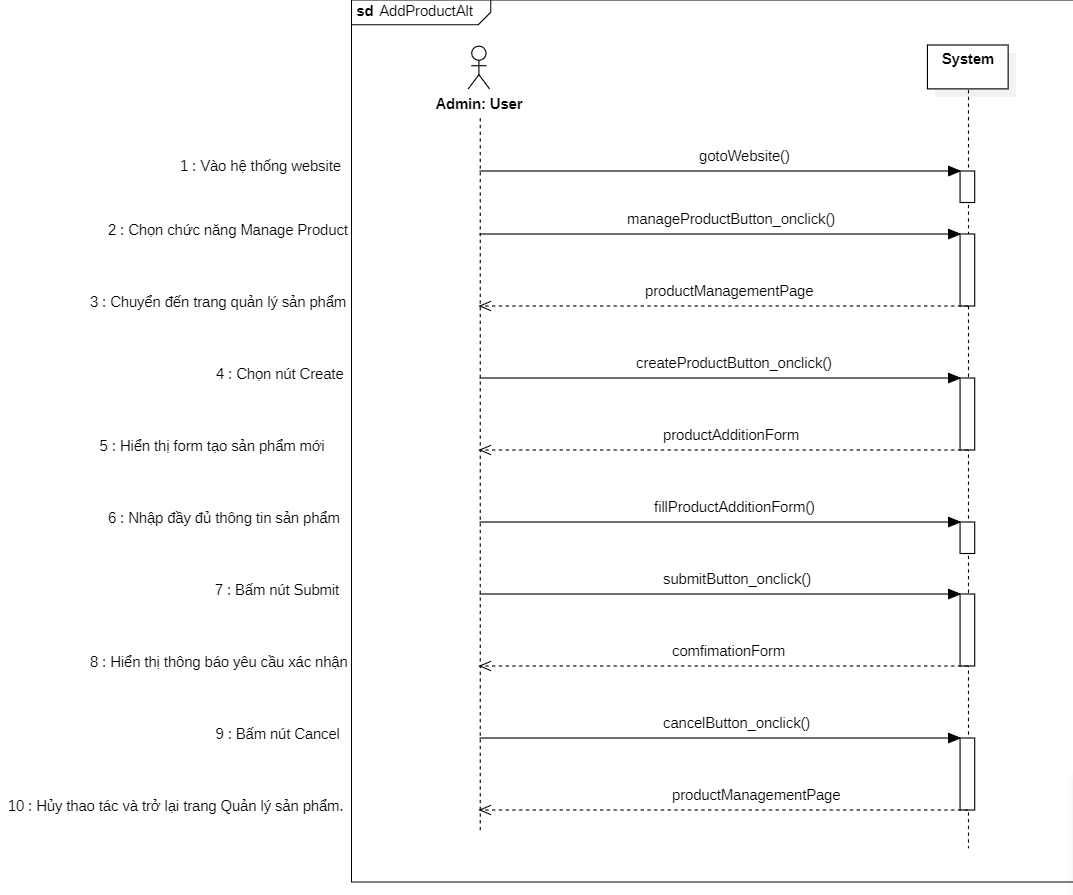 sd AddProductAlt
System
Admin: User
gotoWebsite()
1 : Vào hệ thống website
manageProductButton_onclick()
2 : Chọn chức năng Manage Product
productManagementPage
3 : Chuyển đến trang quản lý sản phẩm
createProductButton_onclick()
4 : Chọn nút Create
productAdditionForm
5 : Hiển thị form tạo sản phẩm mới
fillProductAdditionForm()
6 : Nhập đầy đủ thông tin sản phẩm
submitButton_onclick()
7 : Bấm nút Submit
comfimationForm
8 : Hiển thị thông báo yêu cầu xác nhận
cancelButton_onclick()
9 : Bấm nút Cancel
productManagementPage
10 : Hủy thao tác và trở lại trang Quản lý sản phẩm.